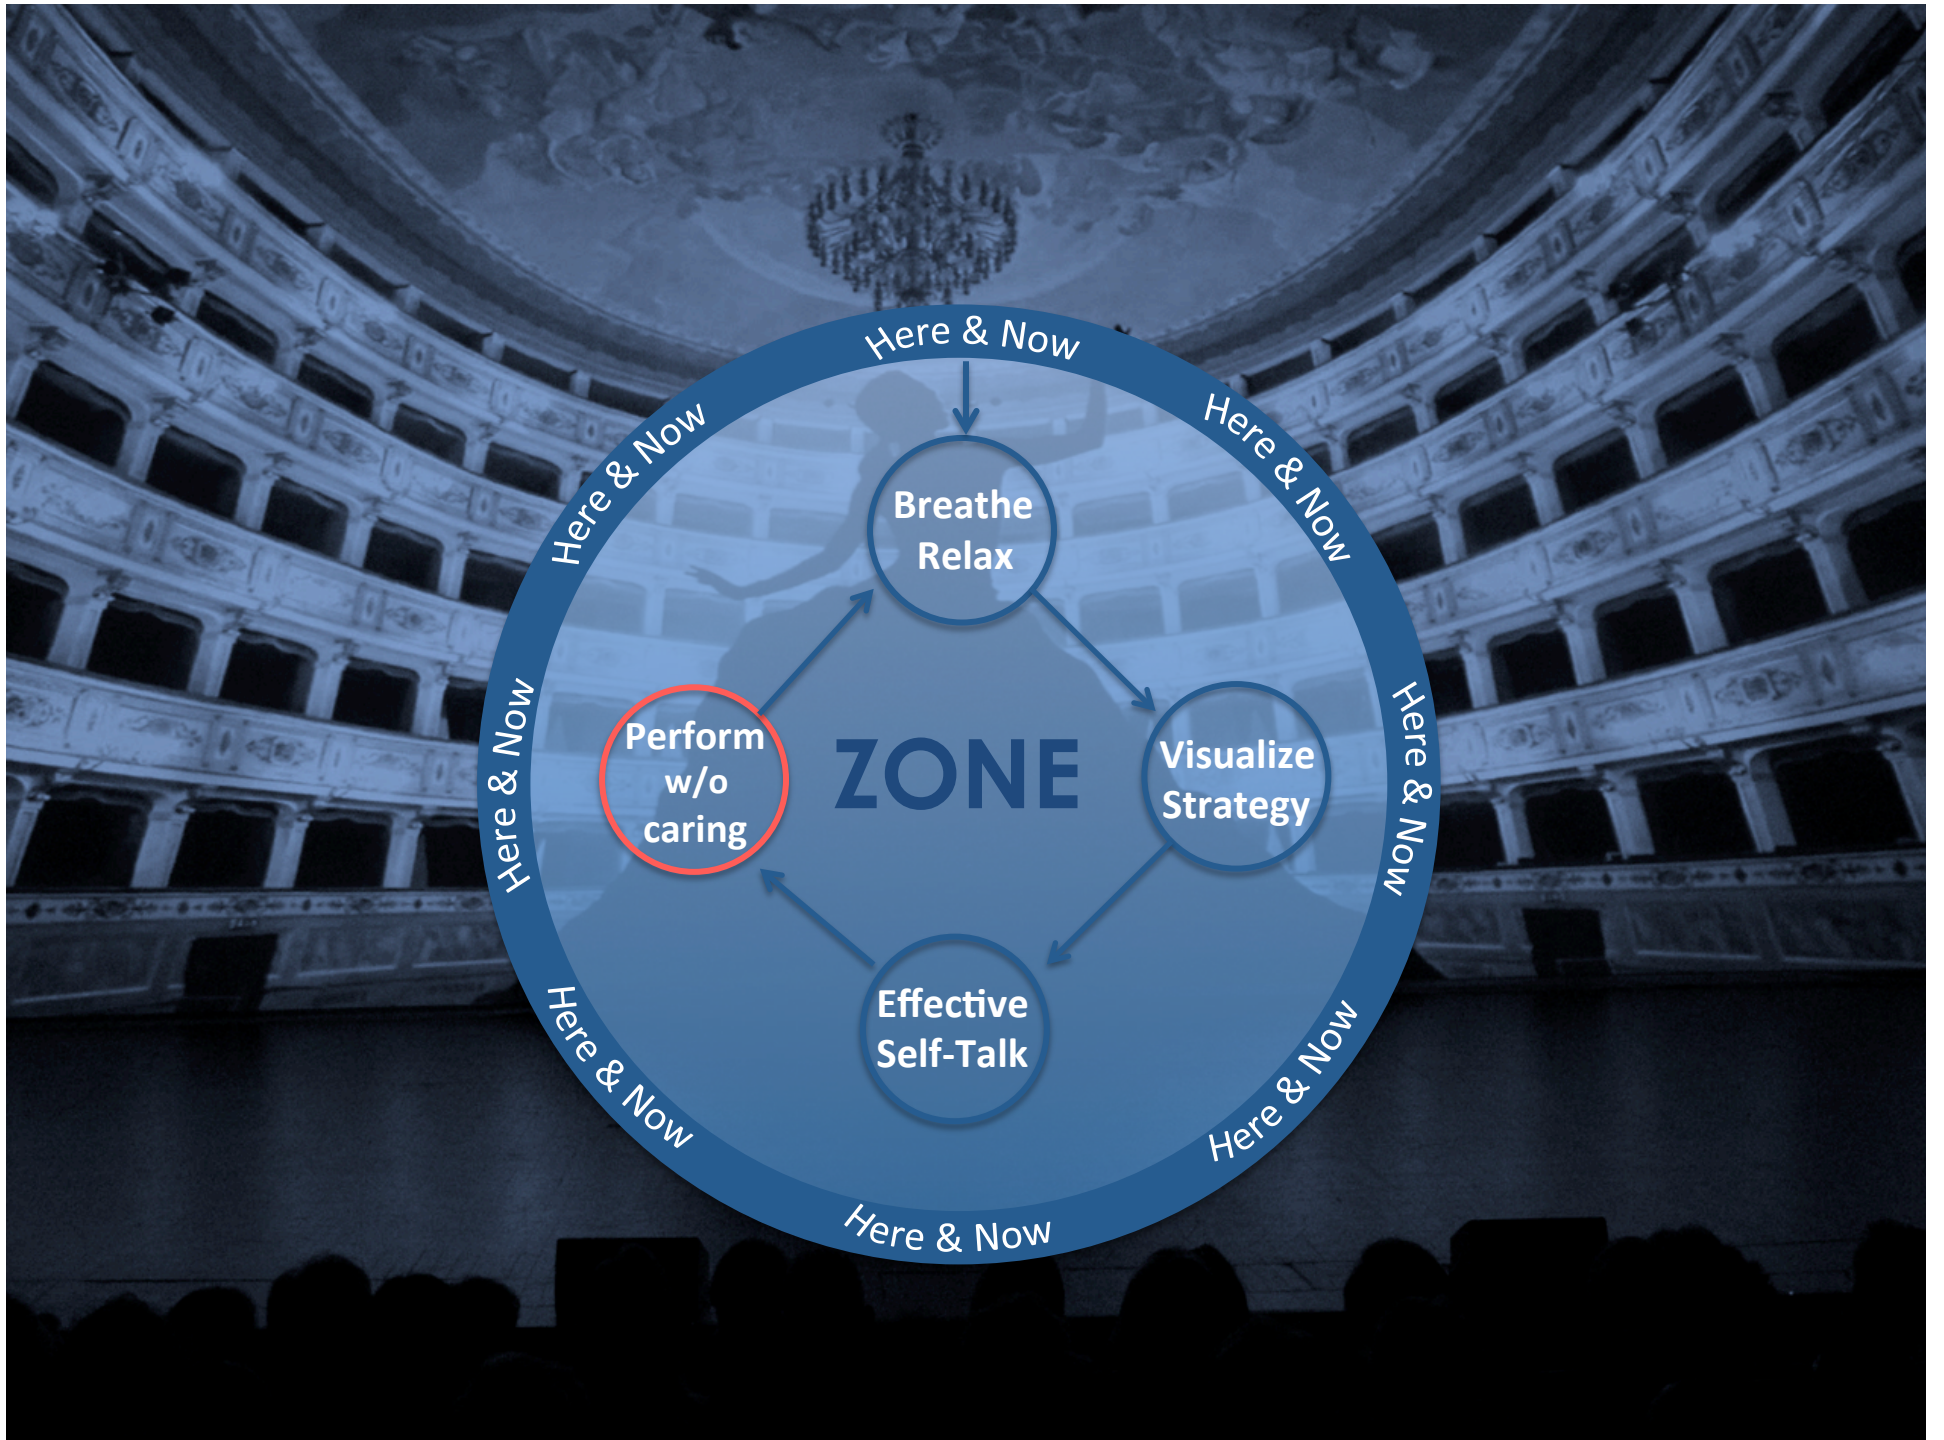 Here & Now
Here & Now
Here & Now
Breathe
Relax
Here & Now
Perform
w/o
caring
ZONE
Visualize
Strategy
Here & Now
Effective
Self-Talk
Here & Now
Here & Now
Here & Now